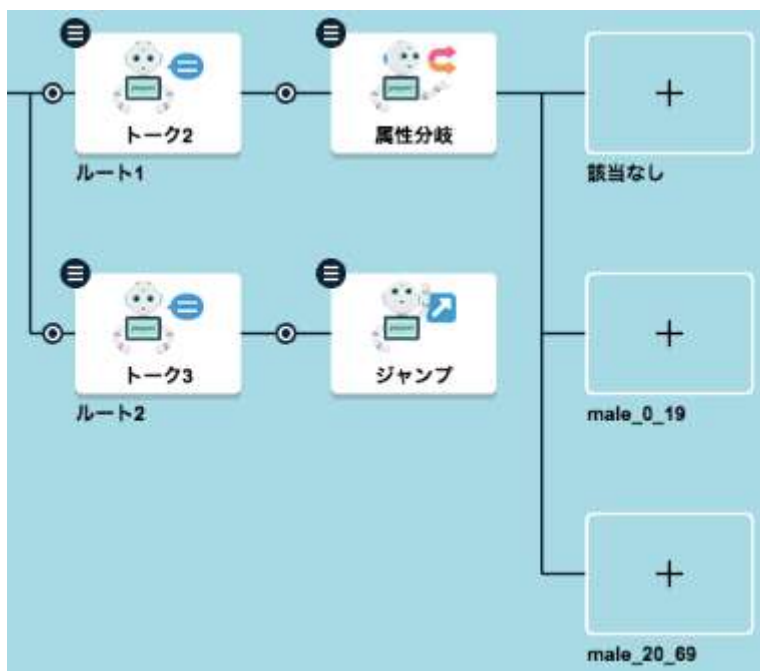 トーク2
属性分岐
ルート1
該当なし
トーク3
ジャンプ
ルート2
male_0_19
male_20_69